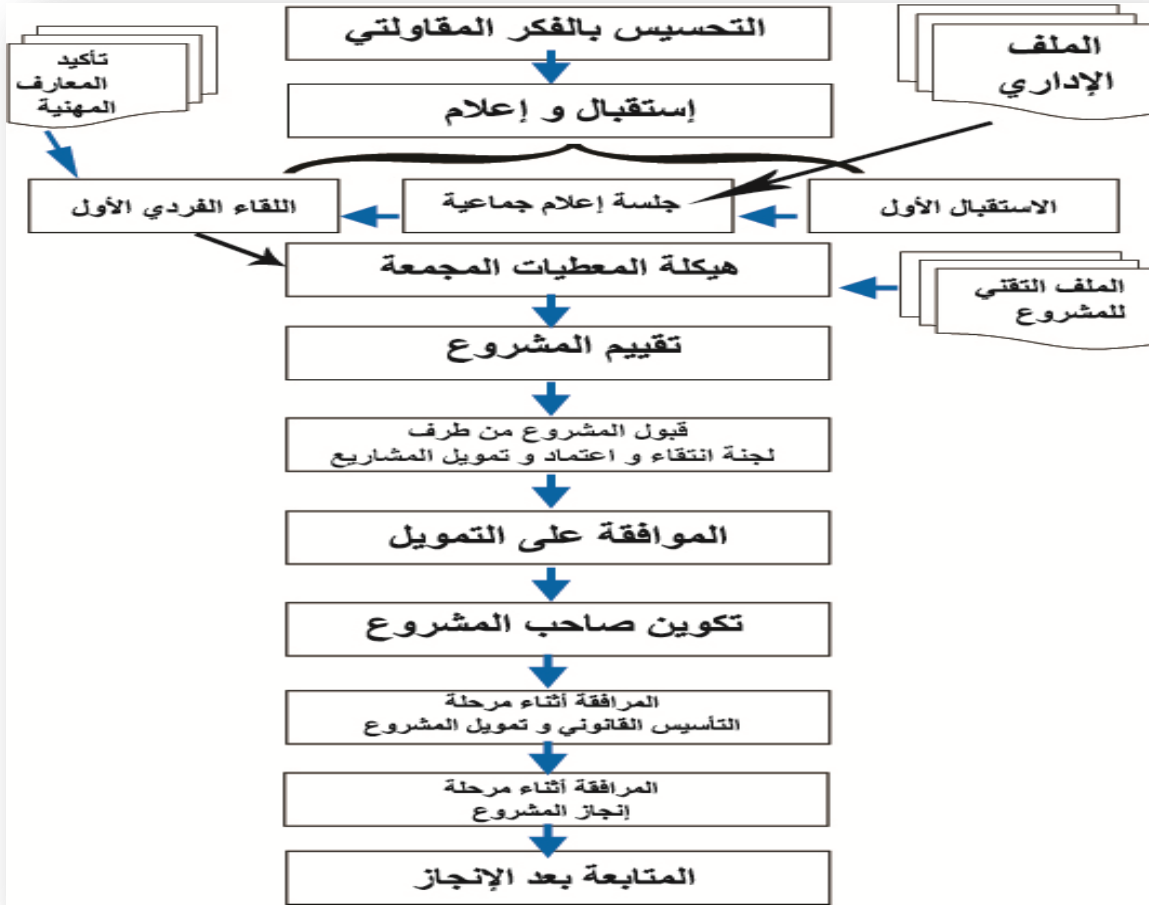 التحسيس بالفكر المقاولتي
الملف
الإداري
تأكيد
المعارف
المهنية
إستقبال و إعلام
الاستقبال الأول
جلسة إعلام جماعية
اللقاء الفردي الأول
هيكلة المعطيات المجمعة
الملف التقني
للمشروع
تقييم المشروع
قبول المشروع من طرف
لجنة انتقاء و اعتماد و تمويل المشاريع
الموافقة على التمويل
تكوين صاحب المشروع
المرافقة أثناء مرحلة
التأسيس القانوني و تمويل المشروع
المرافقة أثناء مرحلة
إنجاز المشروع
المتابعة بعد الإنجاز